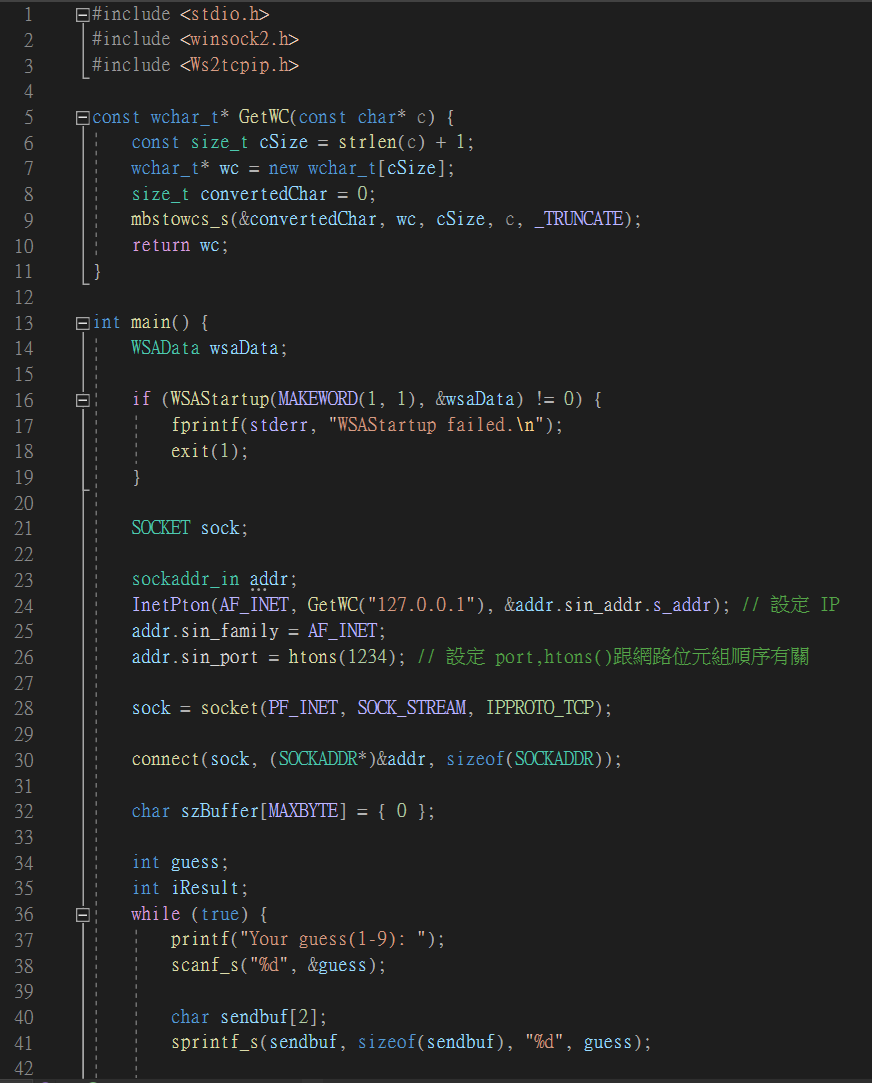 1 #include <stdio.h>
2 #include <winsock2.h>
3 #include <Ws2tcpip.h>
4
5 const wchar_t* GetWC(const char* c) {
6 const size_t cSize = strlen(c) + 1;
7 wchar_t* wc = new wchar_t[cSize];
8 size_t convertedChar = 0;
9 mbstowcs_s(&convertedChar, wc, cSize, c, _TRUNCATE);
10 return wc;
11 }
12
13 int main() {
14 WSAData wsaData;
15
16 if (WSAStartup(MAKEWORD(1, 1), &wsaData) != 0) {
17 fprintf(stderr, "WSAStartup failed.\n");
18 exit(1);
19 }
20
21 SOCKET sock;
22
23 sockaddr_in addr;
24 InetPton(AF_INET, GetWC("127.0.0.1"), &addr.sin_addr.s_addr); // 設定 IP
25 addr.sin_family = AF_INET;
26 addr.sin_port = htons(1234); // 設定 port,htons()跟網路位元組順序有關
27
28 sock = socket(PF_INET, SOCK_STREAM, IPPROTO_TCP);
29
30 connect(sock, (SOCKADDR*)&addr, sizeof(SOCKADDR));
31
32 char szBuffer[MAXBYTE] = { 0 };
33
34 int guess;
35 int iResult;
36 while (true) {
37 printf("Your guess(1-9): ");
38 scanf_s("%d", &guess);
39
40 char sendbuf[2];
41 sprintf_s(sendbuf, sizeof(sendbuf), "%d", guess);
42